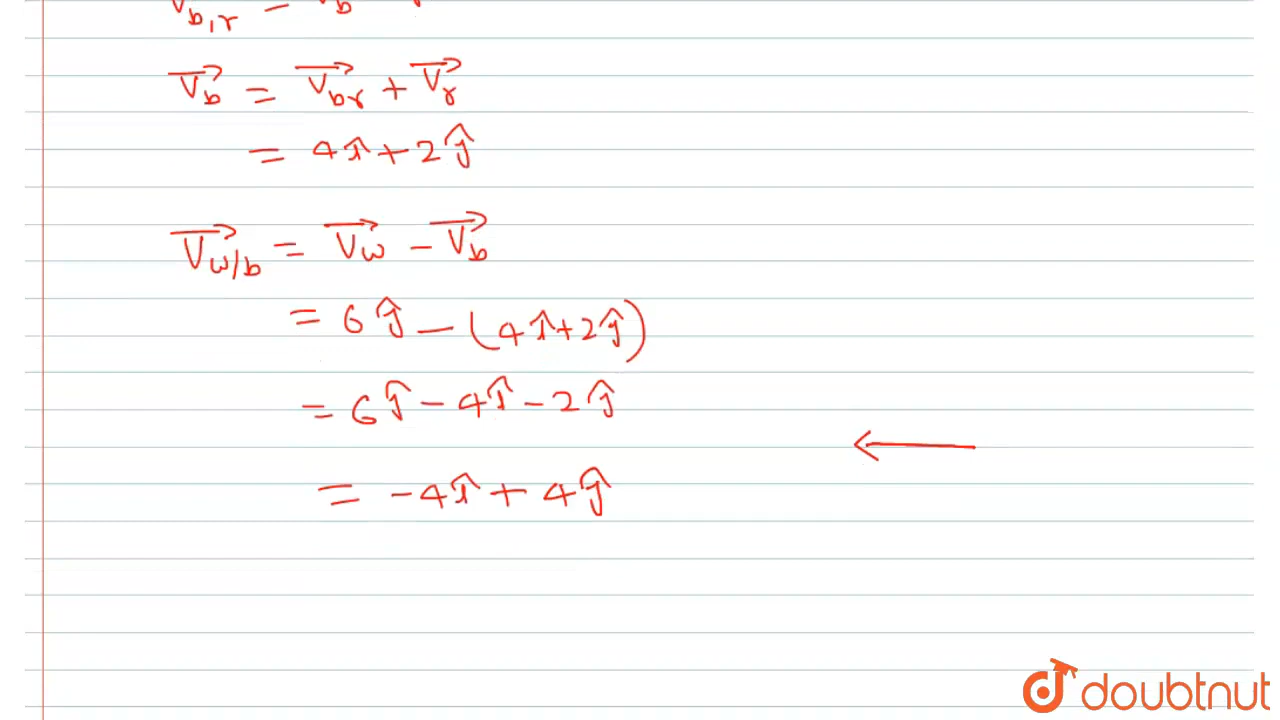 V⃗b,r = V⃗b -
V⃗b = V⃗br + V⃗r
= 4î + 2ĵ
V⃗w/b = V⃗w - V⃗b
= 6ĵ - (4î + 2ĵ)
= 6ĵ - 4î - 2ĵ
= -4î + 4ĵ
doubtnut